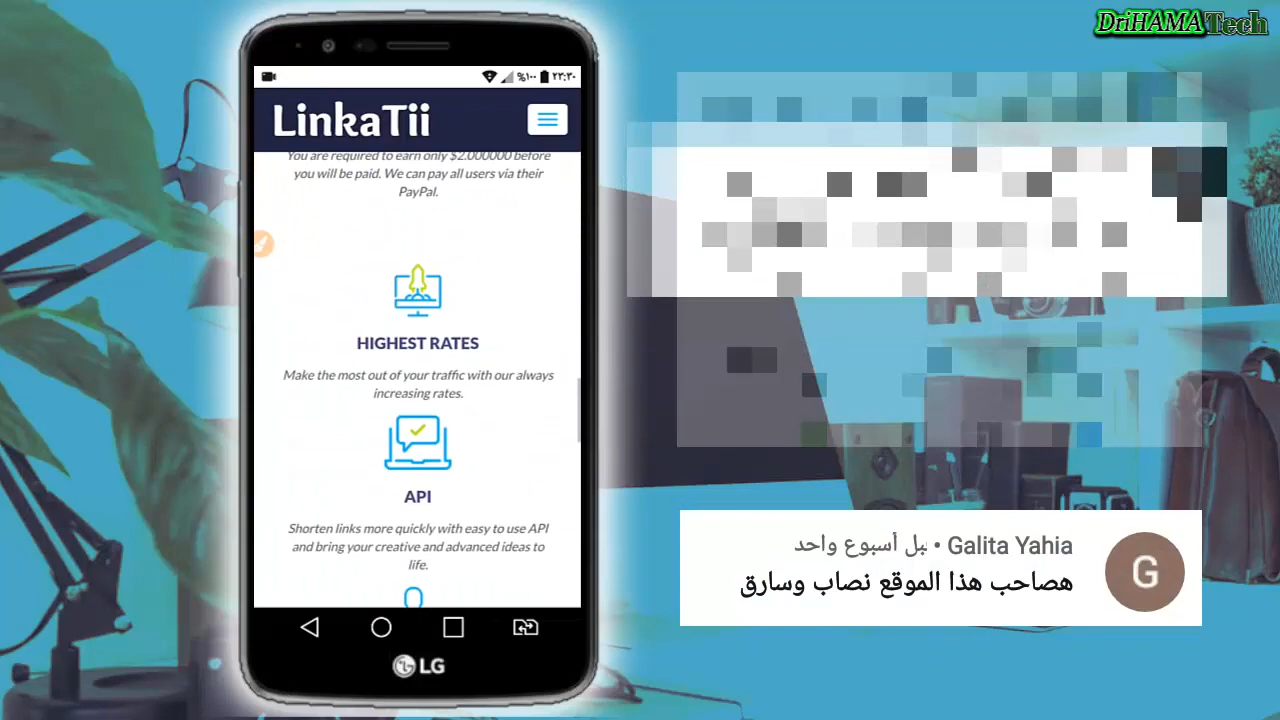 DriHAMATech
٢٣:٣٠
%١٠٠
LinkaTii
You are required to earn only $2.000000 before
you will be paid. We can pay all users via their
PayPal.
HIGHEST RATES
Make the most out of your traffic with our always
increasing rates.
API
Shorten links more quickly with easy to use API
and bring your creative and advanced ideas to
life.
LG
Galita Yahia • أسبوع واحد
هصاحب هذا الموقع نصاب وسارق
G